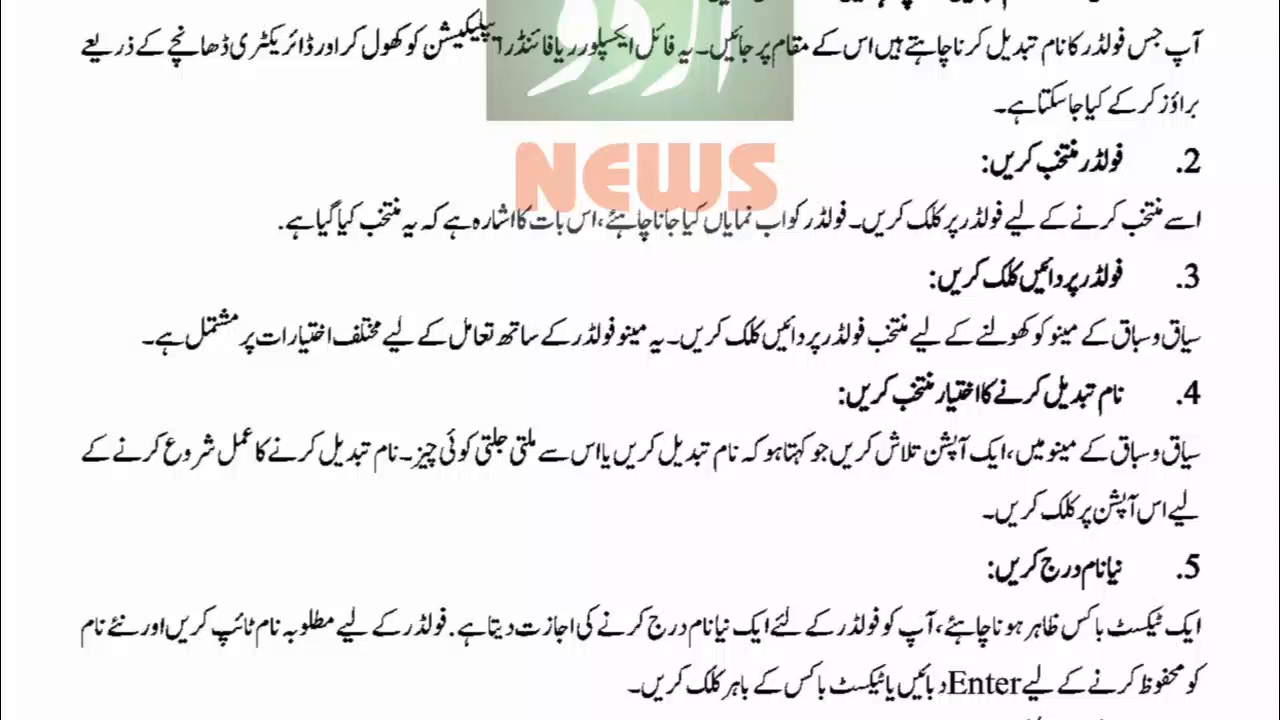 آپ جس فولڈر کا نام تبدیل کرنا چاہتے ہیں اس کے مقام پر جائیں۔ یہ فائل ایکسپلورر یا فائنڈر ایپلیکیشن کو کھول کر اور ڈائریکٹری ڈھانچے کے ذریعے
براؤز کر کے کیا جا سکتا ہے۔
اردو
NEWS
2. فولڈر منتخب کریں:
اسے منتخب کرنے کے لیے فولڈر پر کلک کریں۔ فولڈر کو اب نمایاں کیا جانا چاہئے، اس بات کا اشارہ ہے کہ یہ منتخب کیا گیا ہے.
3. فولڈر پر دائیں کلک کریں:
سیاق و سباق کے مینو کو کھولنے کے لیے منتخب فولڈر پر دائیں کلک کریں۔ یہ مینو فولڈر کے ساتھ تعامل کے لیے مختلف اختیارات پر مشتمل ہے۔
4. نام تبدیل کرنے کا اختیار منتخب کریں:
سیاق و سباق کے مینو میں، ایک آپشن تلاش کریں جو کہتا ہو کہ نام تبدیل کریں یا اس سے ملتی جلتی کوئی چیز۔ نام تبدیل کرنے کا عمل شروع کرنے کے
لیے اس آپشن پر کلک کریں۔
5. نیا نام درج کریں:
ایک ٹیکسٹ باکس ظاہر ہونا چاہئے، آپ کو فولڈر کے لئے ایک نیا نام درج کرنے کی اجازت دیتا ہے. فولڈر کے لیے مطلوبہ نام ٹائپ کریں اور نئے نام
کو محفوظ کرنے کے لیے Enter دبائیں یا ٹیکسٹ باکس کے باہر کلک کریں۔